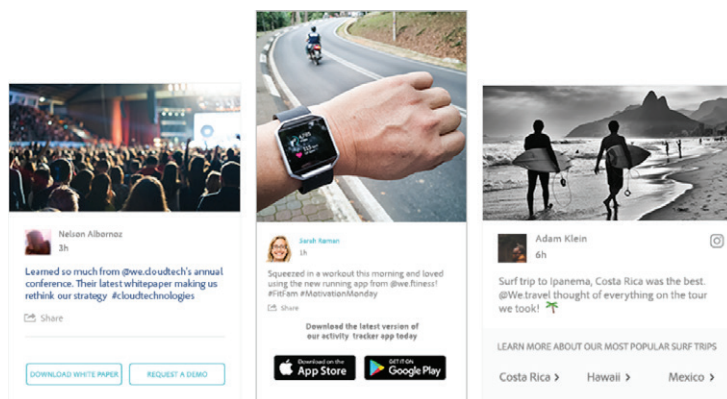 Nelson Albornoz
3h
Learned so much from @we.cloudtech's annual
conference. Their latest whitepaper making us
rethink our strategy #cloudtechnologies
Share
DOWNLOAD WHITE PAPER
REQUEST A DEMO
Sarah Raman
1h
Squeezed in a workout this morning and loved
using the new running app from @we.fitness!
#FitFam #MotivationMonday
Share
Download the latest version of
our activity tracker app today
Download on the
App Store
GET IT ON
Google Play
Adam Klein
6h
Surf trip to Ipanema, Costa Rica was the best.
@We.travel thought of everything on the tour
we took!
LEARN MORE ABOUT OUR MOST POPULAR SURF TRIPS
Costa Rica >
Hawaii >
Mexico >